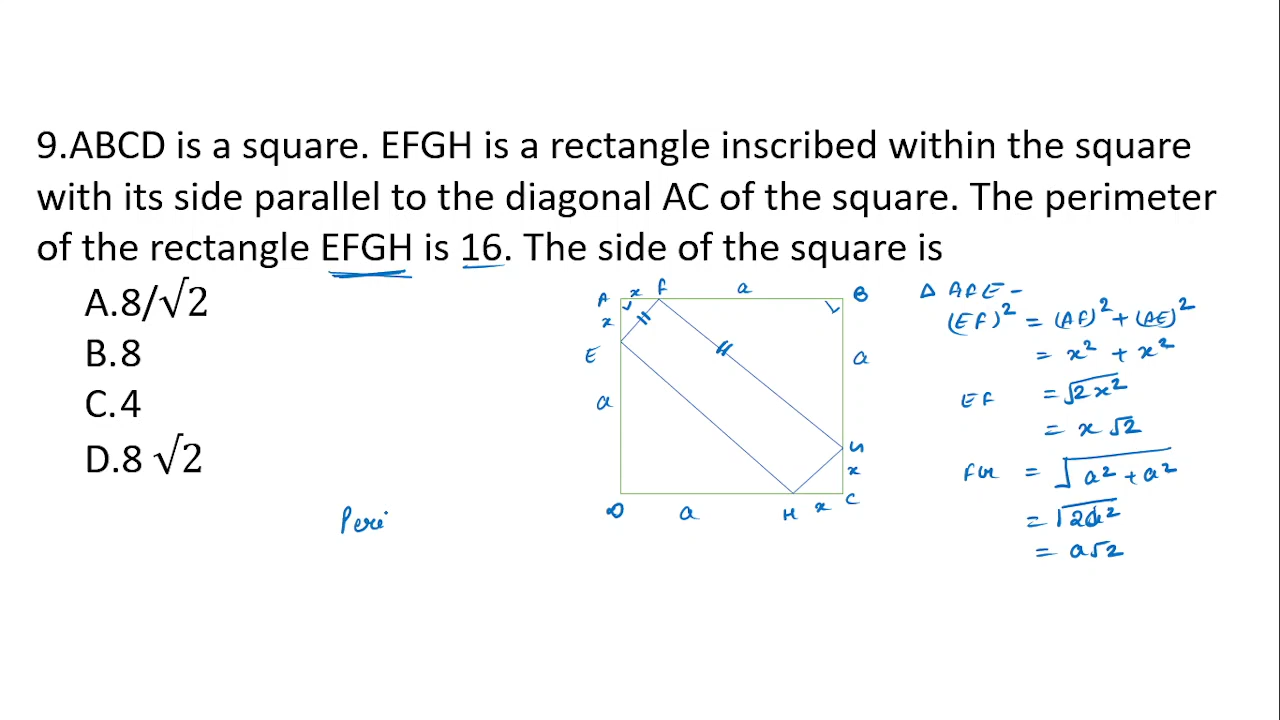 9.ABCD is a square. EFGH is a rectangle inscribed within the square
with its side parallel to the diagonal AC of the square. The perimeter
of the rectangle EFGH is 16. The side of the square is
A.8/√2
B.8
C.4
D.8 √2
A x F a B
x
E
a
a
G
x
D a H x C
Δ AFE -
(EF)² = (AF)² + (AE)²
= x² + x²
EF = √2x²
= x √2
FG = √a² + a²
= √2a²
= a√2
Peri